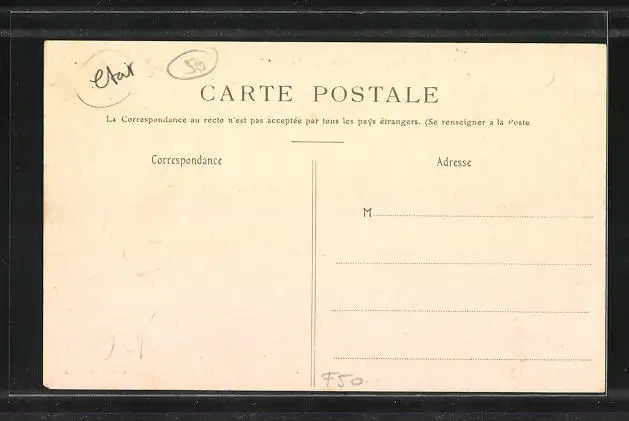 etat
50
CARTE POSTALE
La Correspondance au recto n'est pas acceptée par tous les pays étrangers. (Se renseigner à la Poste
Correspondance
Adresse
M
F50